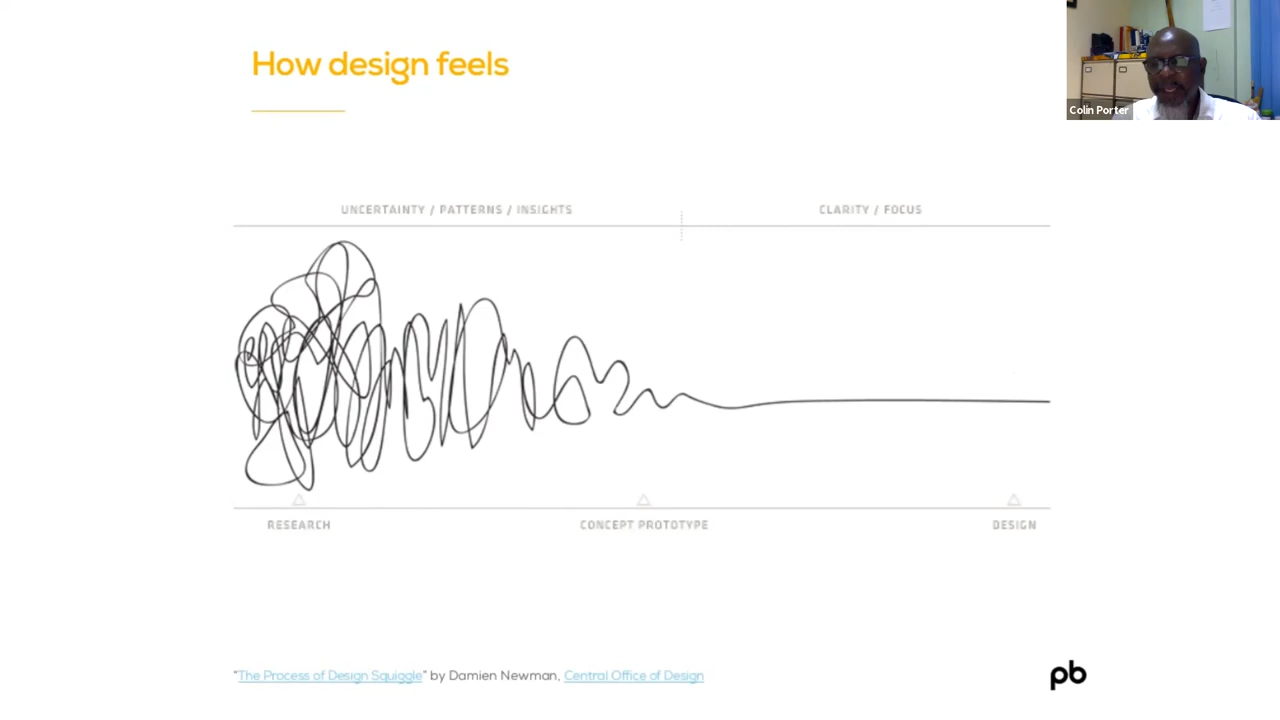 How design feels
Colin Porter
UNCERTAINTY / PATTERNS / INSIGHTS
CLARITY / FOCUS
RESEARCH
CONCEPT PROTOTYPE
DESIGN
"The Process of Design Squiggle" by Damien Newman, Central Office of Design
pb